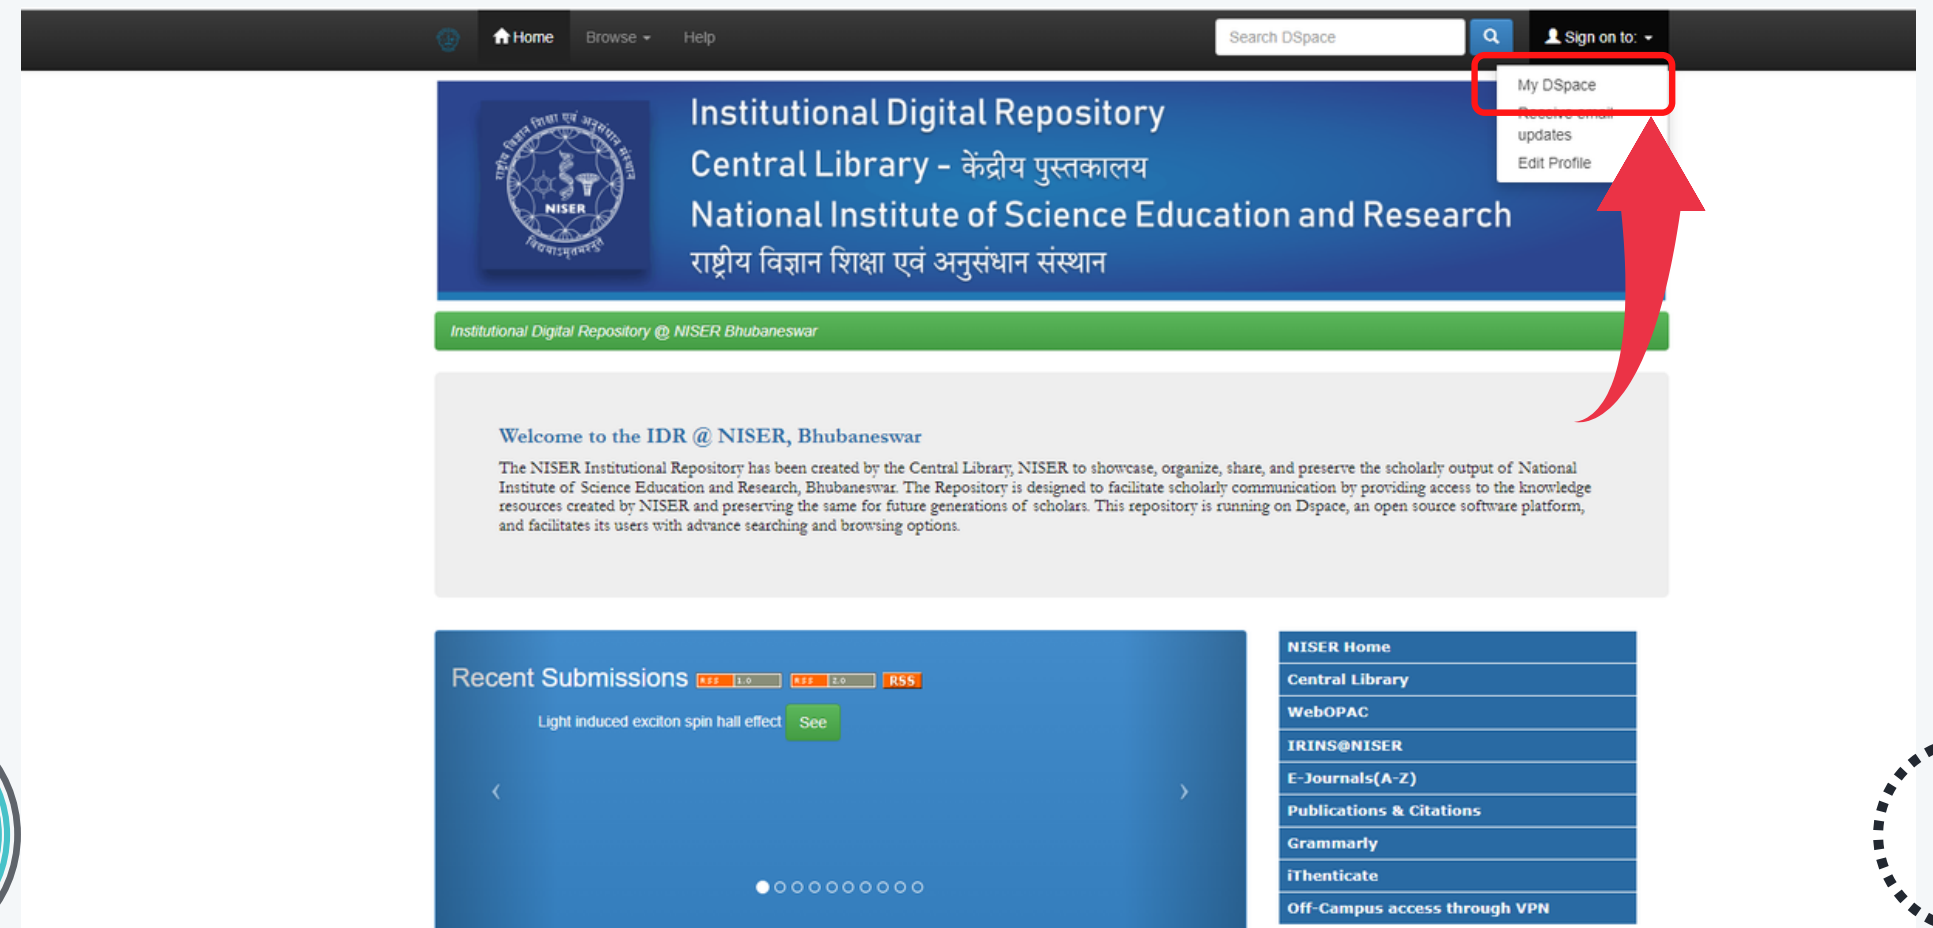 Home Browse Help Search DSpace Sign on to:
My DSpace
Receive email
updates
Edit Profile
राष्ट्रीय विज्ञान शिक्षा एवं अनुसंधान संस्थान
NISER
Institutional Digital Repository
Central Library - केंद्रीय पुस्तकालय
National Institute of Science Education and Research
राष्ट्रीय विज्ञान शिक्षा एवं अनुसंधान संस्थान
Institutional Digital Repository @ NISER Bhubaneswar
Welcome to the IDR @ NISER, Bhubaneswar
The NISER Institutional Repository has been created by the Central Library, NISER to showcase, organize, share, and preserve the scholarly output of National
Institute of Science Education and Research, Bhubaneswar. The Repository is designed to facilitate scholarly communication by providing access to the knowledge
resources created by NISER and preserving the same for future generations of scholars. This repository is running on Dspace, an open source software platform,
and facilitates its users with advance searching and browsing options.
Recent Submissions RSS 1.0 RSS 2.0 RSS
Light induced exciton spin hall effect See
NISER Home
Central Library
WebOPAC
IRINS@NISER
E-Journals(A-Z)
Publications & Citations
Grammarly
iThenticate
Off-Campus access through VPN